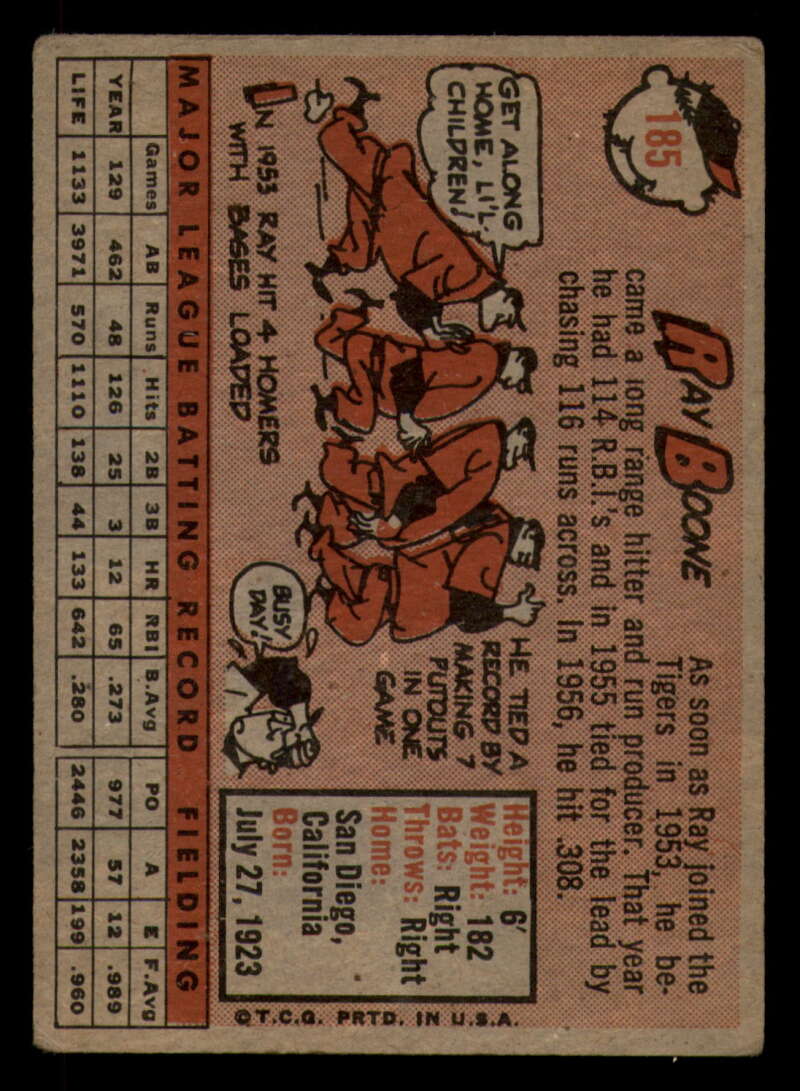 185
RAY BOONE
As soon as Ray joined the
Tigers in 1953, he be-
came a long range hitter and run producer. That year
he had 114 R.B.I.'s and in 1955 tied for the lead by
chasing 116 runs across. In 1956, he hit .308.
GET ALONG
HOME, LI'L
CHILDREN!
IN 1953 RAY HIT 4 HOMERS
WITH BASES LOADED
HE TIED A
RECORD BY
MAKING 7
PUTOUTS
IN ONE
GAME
BUSY
DAY!
Height: 6'
Weight: 182
Bats: Right
Throws: Right
Home:
San Diego,
California
Born:
July 27, 1923
©T.C.G. PRTD. IN U.S.A.
MAJOR LEAGUE BATTING RECORD FIELDING
Games AB Runs Hits 2B 3B HR RBI B.Avg PO A E F.Avg
YEAR 129 462 48 126 25 3 12 65 .273 977 57 12 .989
LIFE 1133 3971 570 1110 138 44 133 642 .280 2446 2358 199 .960